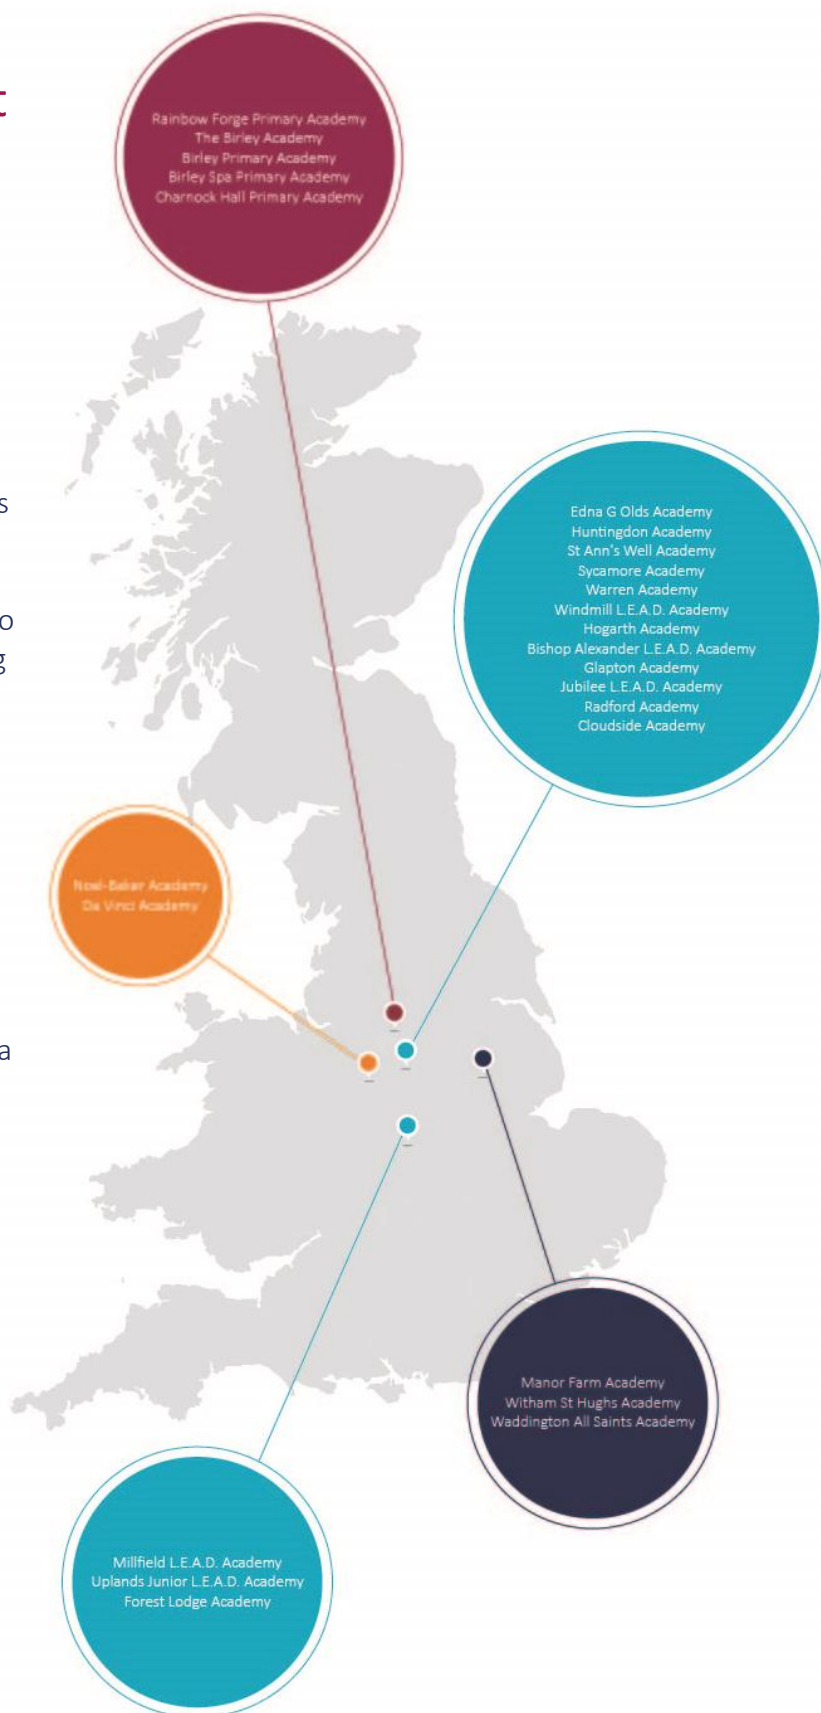 t
Rainbow Forge Primary Academy
The Birley Academy
Birley Primary Academy
Birley Spa Primary Academy
Charnock Hall Primary Academy
s
o
g
Edna G Olds Academy
Huntingdon Academy
St Ann's Well Academy
Sycamore Academy
Warren Academy
Windmill L.E.A.D. Academy
Hogarth Academy
Bishop Alexander L.E.A.D. Academy
Glapton Academy
Jubilee L.E.A.D. Academy
Radford Academy
Cloudside Academy
Noel-Baker Academy
Da Vinci Academy
a
Manor Farm Academy
Witham St Hughs Academy
Waddington All Saints Academy
Millfield L.E.A.D. Academy
Uplands Junior L.E.A.D. Academy
Forest Lodge Academy